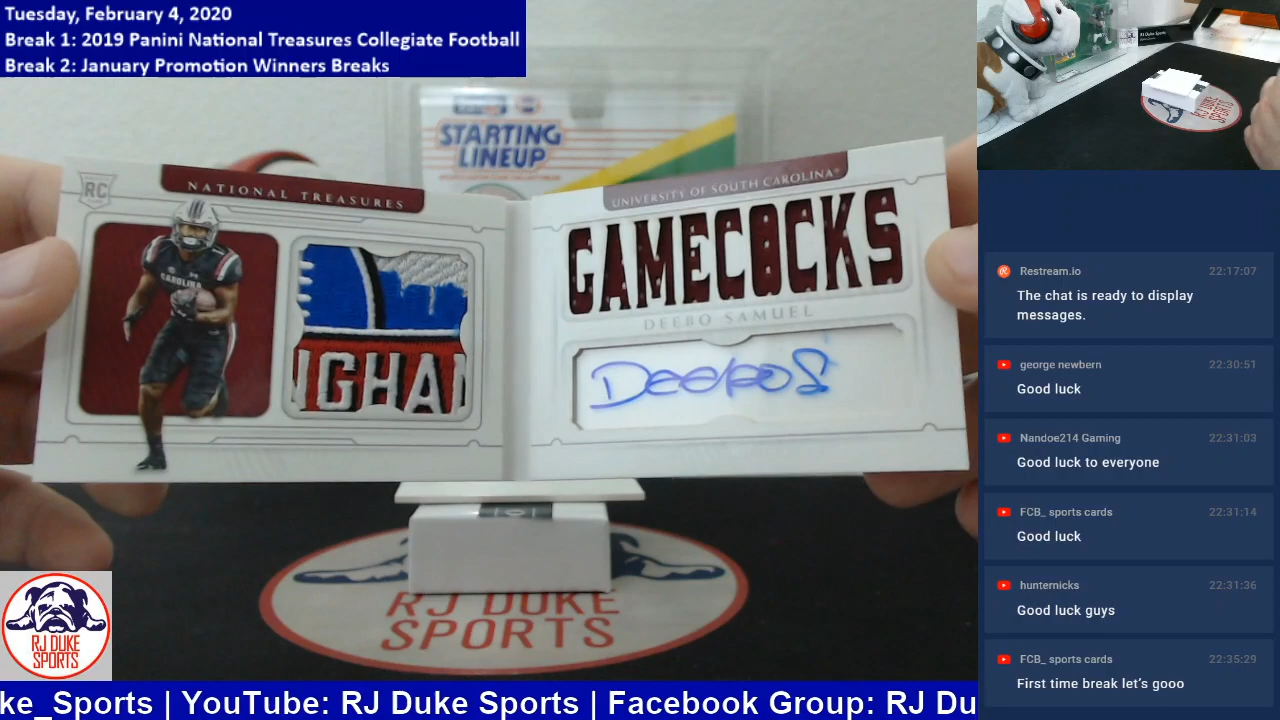 Tuesday, February 4, 2020
Break 1: 2019 Panini National Treasures Collegiate Football
Break 2: January Promotion Winners Breaks
STARTING
LINEUP
RC
NATIONAL TREASURES
CAROLINA
NGHAM
UNIVERSITY OF SOUTH CAROLINA
GAMECOCKS
DEEBO SAMUEL
DeeboS
RJ DUKE
SPORTS
RJ DUKE
SPORTS
Restream.io 22:17:07
The chat is ready to display
messages.
george newbern 22:30:51
Good luck
Nandoe214 Gaming 22:31:03
Good luck to everyone
FCB_ sports cards 22:31:14
Good luck
hunternicks 22:31:36
Good luck guys
FCB_ sports cards 22:35:29
First time break let's gooo
ke_Sports | YouTube: RJ Duke Sports | Facebook Group: RJ Du